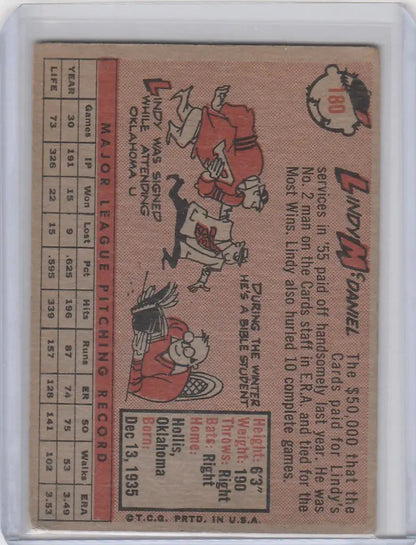 180
LINDY McDANIEL
The $50,000 that the
Cards paid for Lindy's
services in '55 paid off handsomely last year. He was
No. 2 man on the Cards staff in E.R.A. and tied for the
Most Wins. Lindy also hurled 10 complete games.
LINDY WAS SIGNED
WHILE ATTENDING
OKLAHOMA U
DURING THE WINTER
HE'S A BIBLE STUDENT
Height: 6'3"
Weight: 190
Throws: Right
Bats: Right
Home:
Hollis,
Oklahoma
Born:
Dec 13, 1935
MAJOR LEAGUE PITCHING RECORD
Games IP Won Lost Pct Hits Runs ER SO Walks ERA
YEAR 30 191 15 9 .625 196 87 74 75 53 3.49
LIFE 73 326 22 15 .595 339 157 128 141 102 3.53
©T.C.G. PRTD. IN U.S.A.